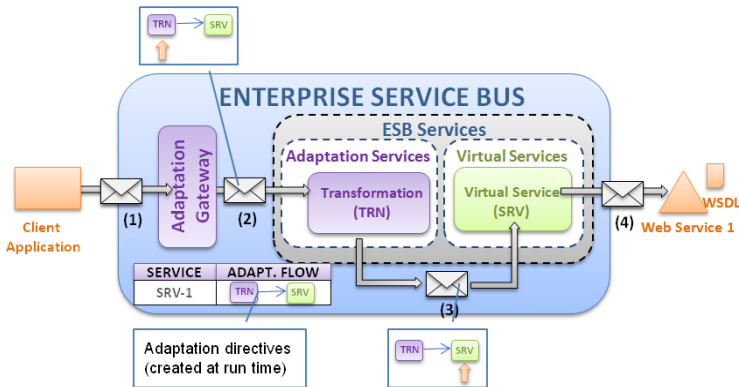 TRN
SRV
ENTERPRISE SERVICE BUS
ESB Services
Adaptation Services
Virtual Services
Adaptation
Gateway
Transformation
(TRN)
Virtual Service
(SRV)
(1)
(2)
(4)
Client
Application
WSDL
Web Service 1
SERVICE
ADAPT. FLOW
SRV-1
TRN
SRV
(3)
Adaptation directives
(created at run time)
TRN
SRV